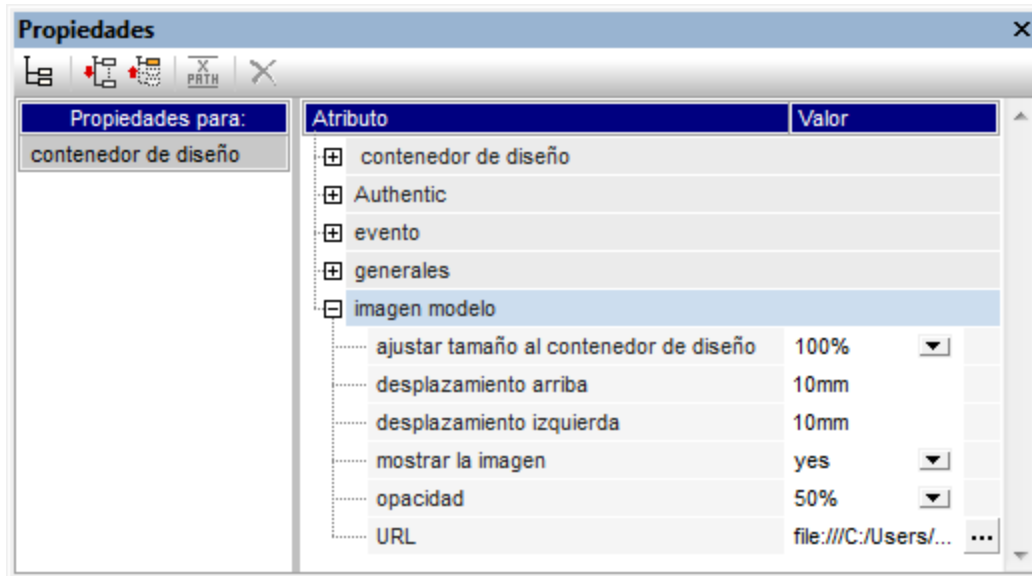 Propiedades
X
PATH
Propiedades para:
contenedor de diseño
Atributo Valor
contenedor de diseño
Authentic
evento
generales
imagen modelo
ajustar tamaño al contenedor de diseño 100%
desplazamiento arriba 10mm
desplazamiento izquierda 10mm
mostrar la imagen yes
opacidad 50%
URL file:///C:/Users/... ...